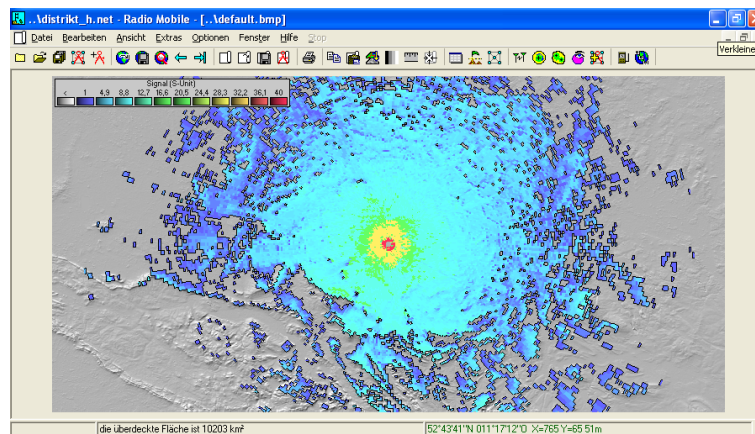 ..\distrikt_h.net - Radio Mobile - [..\default.bmp]
Datei Bearbeiten Ansicht Extras Optionen Fenster Hilfe Stop
Verkleine
Signal (S-Unit)
< 1 4,9 8,8 12,7 16,6 20,5 24,4 28,3 32,2 36,1 40
die überdeckte Fläche ist 10203 km² 52°43'41''N 011°17'12''O X=765 Y=65 51m